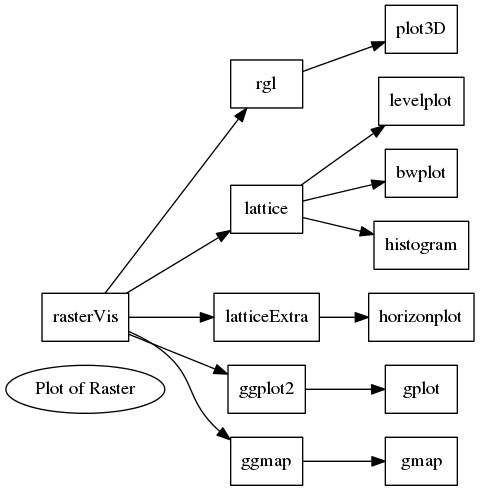 plot3D
rgl
levelplot
bwplot
lattice
histogram
rasterVis
latticeExtra
horizonplot
Plot of Raster
ggplot2
gplot
ggmap
gmap